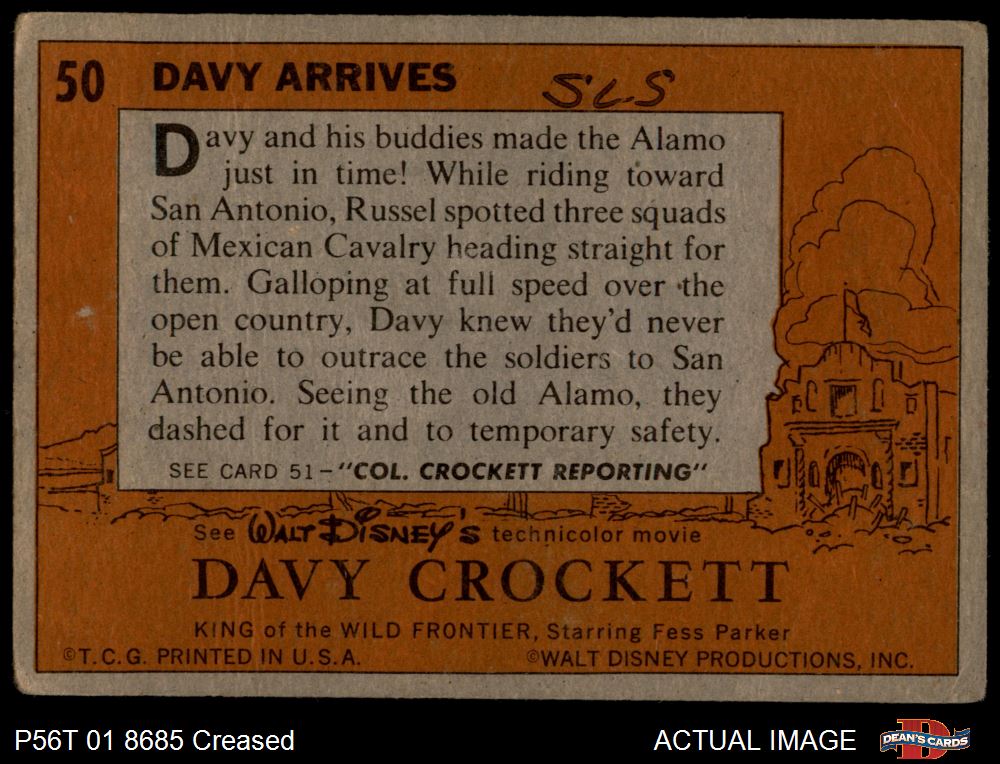 50 DAVY ARRIVES SLS
Davy and his buddies made the Alamo
just in time! While riding toward
San Antonio, Russel spotted three squads
of Mexican Cavalry heading straight for
them. Galloping at full speed over the
open country, Davy knew they'd never
be able to outrace the soldiers to San
Antonio. Seeing the old Alamo, they
dashed for it and to temporary safety.
SEE CARD 51–"COL. CROCKETT REPORTING"
See WALT DISNEY'S technicolor movie
DAVY CROCKETT
KING of the WILD FRONTIER, Starring Fess Parker
©T.C.G. PRINTED IN U.S.A. ©WALT DISNEY PRODUCTIONS, INC.
P56T 01 8685 Creased ACTUAL IMAGE DEAN'S CARDS